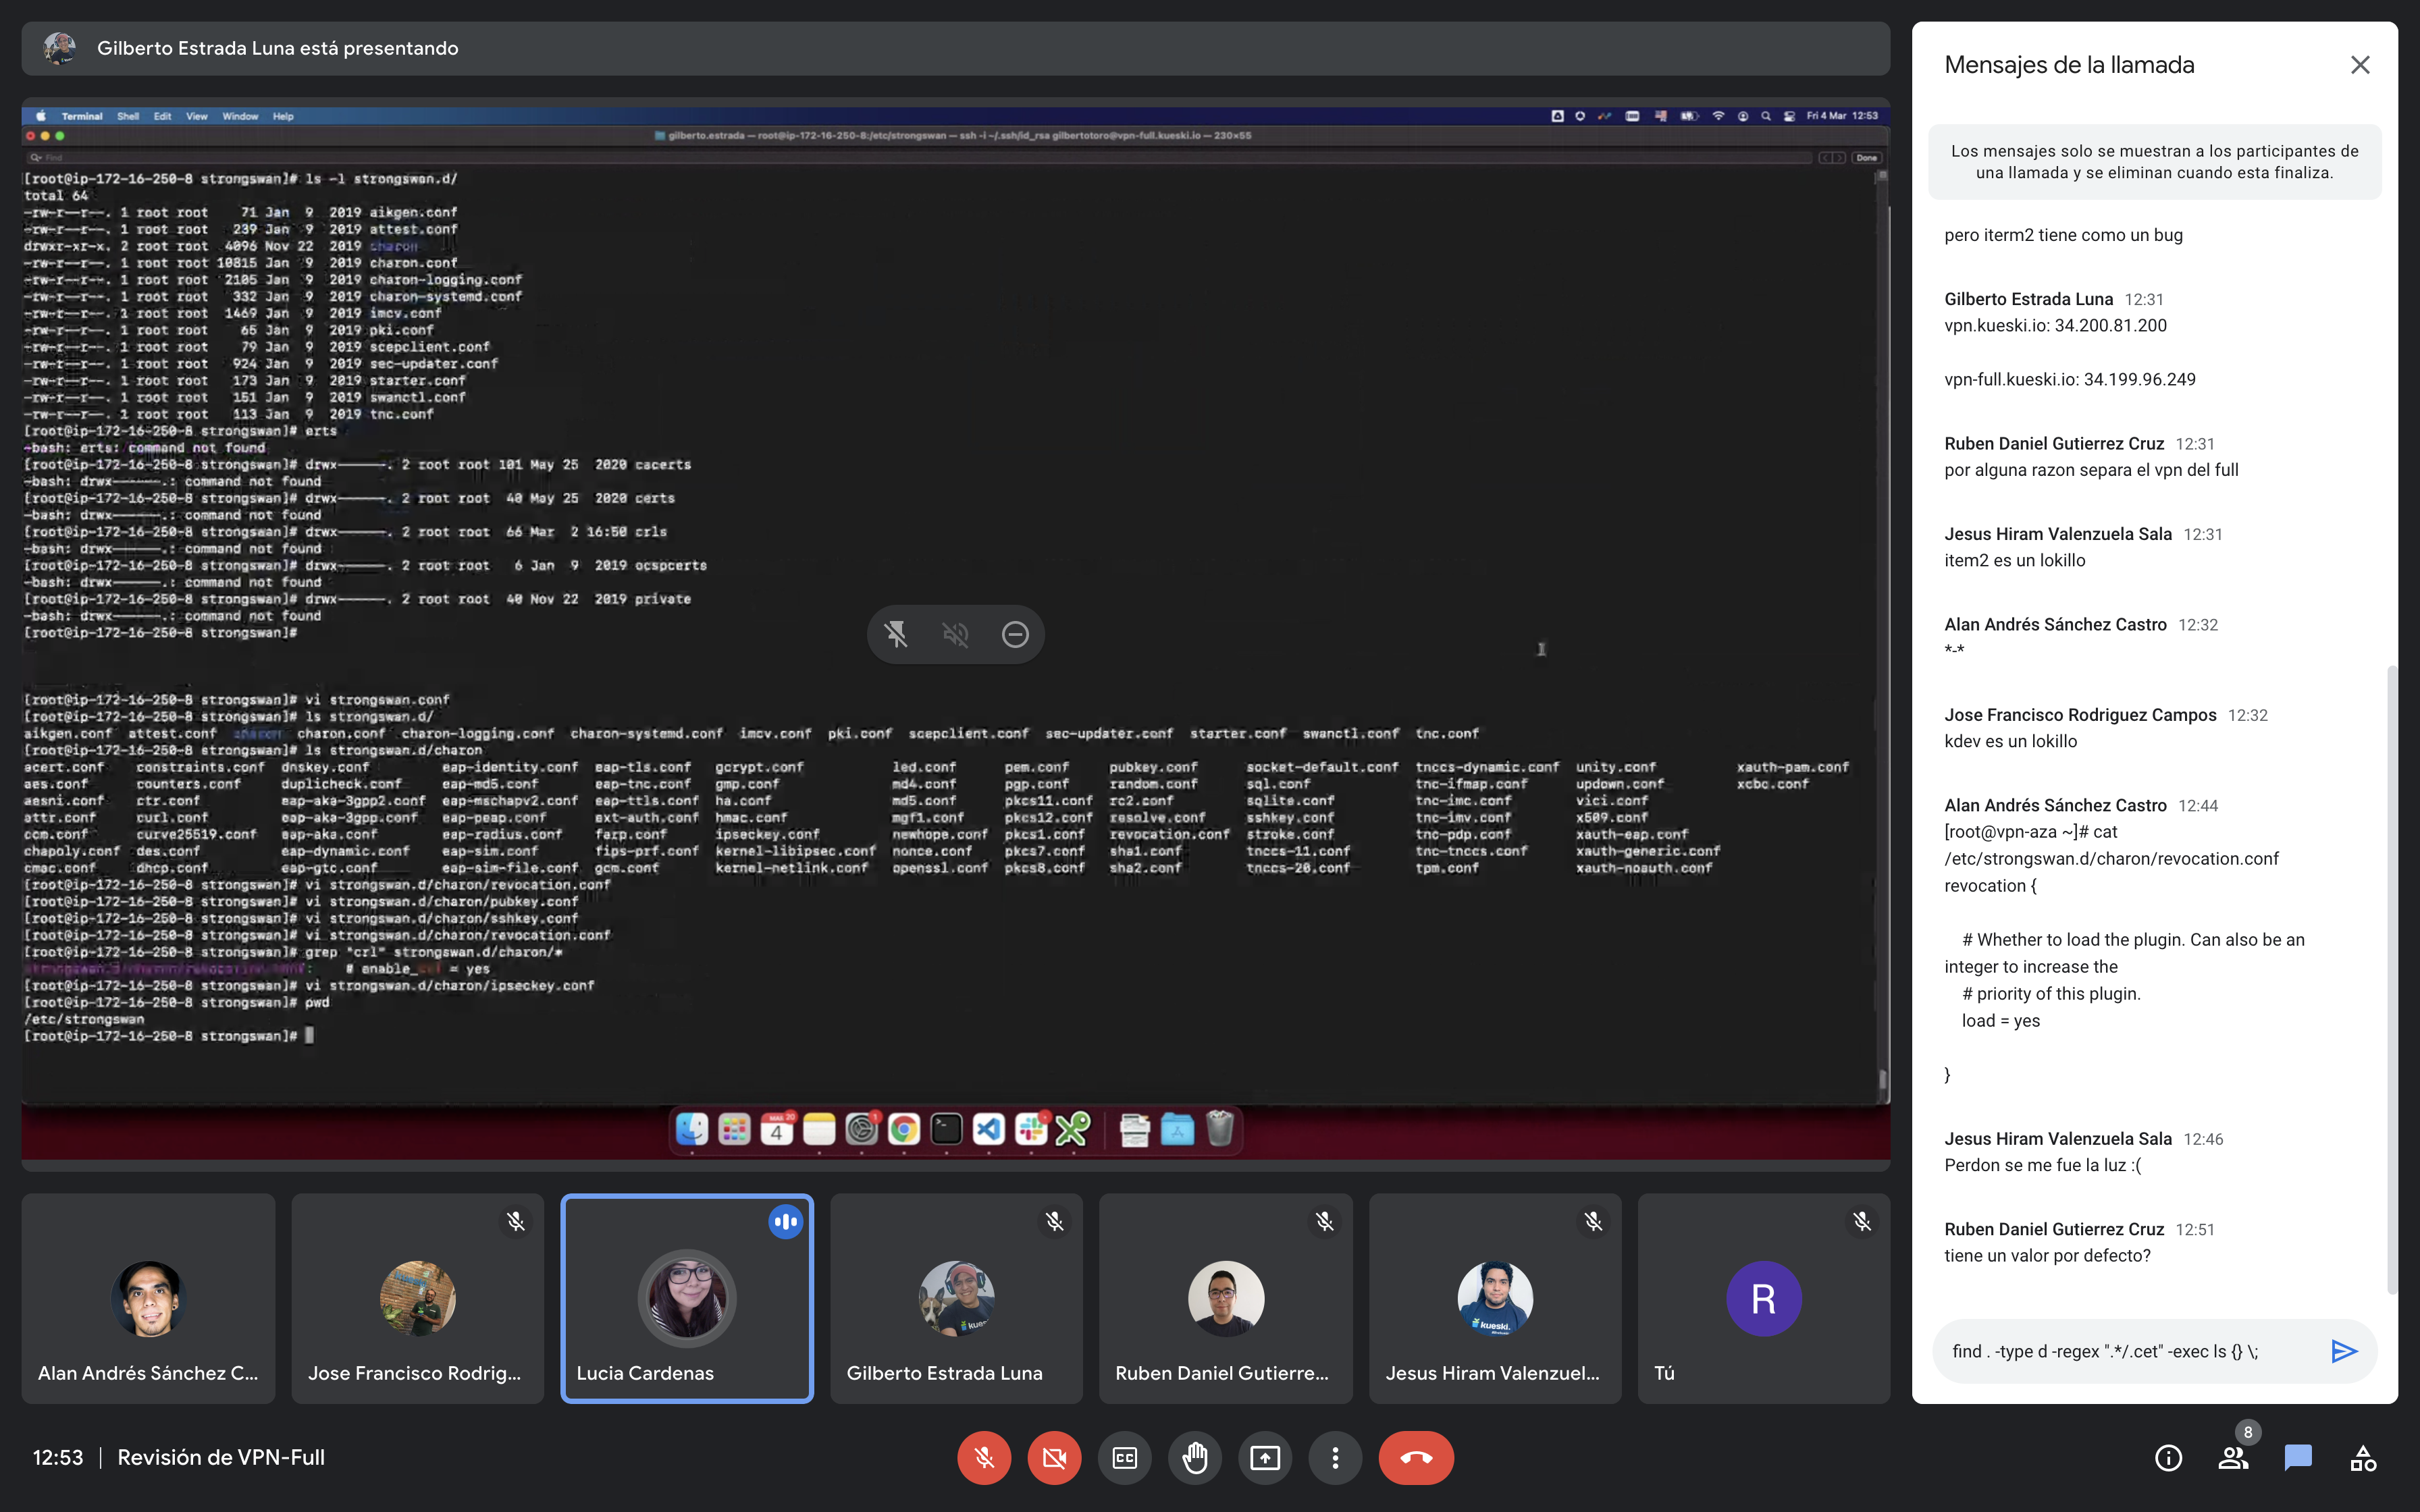 Gilberto Estrada Luna está presentando
Terminal Shell Edit View Window Help
Fri 4 Mar 12:53
gilberto.estrada — root@ip-172-16-250-8:/etc/strongswan — ssh -i ~/.ssh/id_rsa gilbertotoro@vpn-full.kueski.io — 230×55
Find
Done
[root@ip-172-16-250-8 strongswan]# ls -l strongswan.d/
total 64
-rw-r--r--. 1 root root 71 Jan 9 2019 aikgen.conf
-rw-r--r--. 1 root root 239 Jan 9 2019 attest.conf
drwxr-xr-x. 2 root root 4096 Nov 22 2019 charon
-rw-r--r--. 1 root root 10815 Jan 9 2019 charon.conf
-rw-r--r--. 1 root root 2105 Jan 9 2019 charon-logging.conf
-rw-r--r--. 1 root root 332 Jan 9 2019 charon-systemd.conf
-rw-r--r--. 1 root root 1469 Jan 9 2019 imcv.conf
-rw-r--r--. 1 root root 65 Jan 9 2019 pki.conf
-rw-r--r--. 1 root root 79 Jan 9 2019 scepclient.conf
-rw-r--r--. 1 root root 924 Jan 9 2019 sec-updater.conf
-rw-r--r--. 1 root root 173 Jan 9 2019 starter.conf
-rw-r--r--. 1 root root 151 Jan 9 2019 swanctl.conf
-rw-r--r--. 1 root root 113 Jan 9 2019 tnc.conf
[root@ip-172-16-250-8 strongswan]# erts
-bash: erts: command not found
[root@ip-172-16-250-8 strongswan]# drwx------. 2 root root 101 May 25 2020 cacerts
-bash: drwx------.: command not found
[root@ip-172-16-250-8 strongswan]# drwx------. 2 root root 40 May 25 2020 certs
-bash: drwx------.: command not found
[root@ip-172-16-250-8 strongswan]# drwx------. 2 root root 66 Mar 2 16:50 crls
-bash: drwx------.: command not found
[root@ip-172-16-250-8 strongswan]# drwx------. 2 root root 6 Jan 9 2019 ocspcerts
-bash: drwx------.: command not found
[root@ip-172-16-250-8 strongswan]# drwx------. 2 root root 40 Nov 22 2019 private
-bash: drwx------.: command not found
[root@ip-172-16-250-8 strongswan]#
[root@ip-172-16-250-8 strongswan]# vi strongswan.conf
[root@ip-172-16-250-8 strongswan]# ls strongswan.d/
aikgen.conf attest.conf charon charon.conf charon-logging.conf charon-systemd.conf imcv.conf pki.conf scepclient.conf sec-updater.conf starter.conf swanctl.conf tnc.conf
[root@ip-172-16-250-8 strongswan]# ls strongswan.d/charon
acert.conf constraints.conf dnskey.conf eap-identity.conf eap-tls.conf gcrypt.conf led.conf pem.conf pubkey.conf socket-default.conf tnccs-dynamic.conf unity.conf xauth-pam.conf
aes.conf counters.conf duplicheck.conf eap-md5.conf eap-tnc.conf gmp.conf md4.conf pgp.conf random.conf sql.conf tnc-ifmap.conf updown.conf xcbc.conf
aesni.conf ctr.conf eap-aka-3gpp2.conf eap-mschapv2.conf eap-ttls.conf ha.conf md5.conf pkcs11.conf rc2.conf sqlite.conf tnc-imc.conf vici.conf
attr.conf curl.conf eap-aka-3gpp.conf eap-peap.conf ext-auth.conf hmac.conf mgf1.conf pkcs12.conf resolve.conf sshkey.conf tnc-imv.conf x509.conf
ccm.conf curve25519.conf eap-aka.conf eap-radius.conf farp.conf ipseckey.conf newhope.conf pkcs1.conf revocation.conf stroke.conf tnc-pdp.conf xauth-eap.conf
chapoly.conf des.conf eap-dynamic.conf eap-sim.conf fips-prf.conf kernel-libipsec.conf nonce.conf pkcs7.conf sha1.conf tnccs-11.conf tnc-tnccs.conf xauth-generic.conf
cmac.conf dhcp.conf eap-gtc.conf eap-sim-file.conf gcm.conf kernel-netlink.conf openssl.conf pkcs8.conf sha2.conf tnccs-20.conf tpm.conf xauth-noauth.conf
[root@ip-172-16-250-8 strongswan]# vi strongswan.d/charon/revocation.conf
[root@ip-172-16-250-8 strongswan]# vi strongswan.d/charon/pubkey.conf
[root@ip-172-16-250-8 strongswan]# vi strongswan.d/charon/sshkey.conf
[root@ip-172-16-250-8 strongswan]# vi strongswan.d/charon/revocation.conf
[root@ip-172-16-250-8 strongswan]# grep "crl" strongswan.d/charon/*
# enable_crl = yes
[root@ip-172-16-250-8 strongswan]# vi strongswan.d/charon/ipseckey.conf
[root@ip-172-16-250-8 strongswan]# pwd
/etc/strongswan
[root@ip-172-16-250-8 strongswan]#
Alan Andrés Sánchez C...
Jose Francisco Rodrig...
Lucia Cardenas
Gilberto Estrada Luna
Ruben Daniel Gutierre...
Jesus Hiram Valenzuel...
R
Tú
12:53 | Revisión de VPN-Full
8
Mensajes de la llamada
Los mensajes solo se muestran a los participantes de
una llamada y se eliminan cuando esta finaliza.
pero iterm2 tiene como un bug
Gilberto Estrada Luna 12:31
vpn.kueski.io: 34.200.81.200
vpn-full.kueski.io: 34.199.96.249
Ruben Daniel Gutierrez Cruz 12:31
por alguna razon separa el vpn del full
Jesus Hiram Valenzuela Sala 12:31
item2 es un lokillo
Alan Andrés Sánchez Castro 12:32
*-*
Jose Francisco Rodriguez Campos 12:32
kdev es un lokillo
Alan Andrés Sánchez Castro 12:44
[root@vpn-aza ~]# cat
/etc/strongswan.d/charon/revocation.conf
revocation {
# Whether to load the plugin. Can also be an
integer to increase the
# priority of this plugin.
load = yes
}
Jesus Hiram Valenzuela Sala 12:46
Perdon se me fue la luz :(
Ruben Daniel Gutierrez Cruz 12:51
tiene un valor por defecto?
find . -type d -regex ".*/.cet" -exec ls {} \;